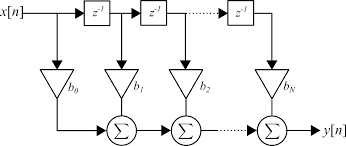 x[n] z⁻¹ z⁻¹ z⁻¹
b₀ b₁ b₂ b_N
∑ ∑ ∑ y[n]